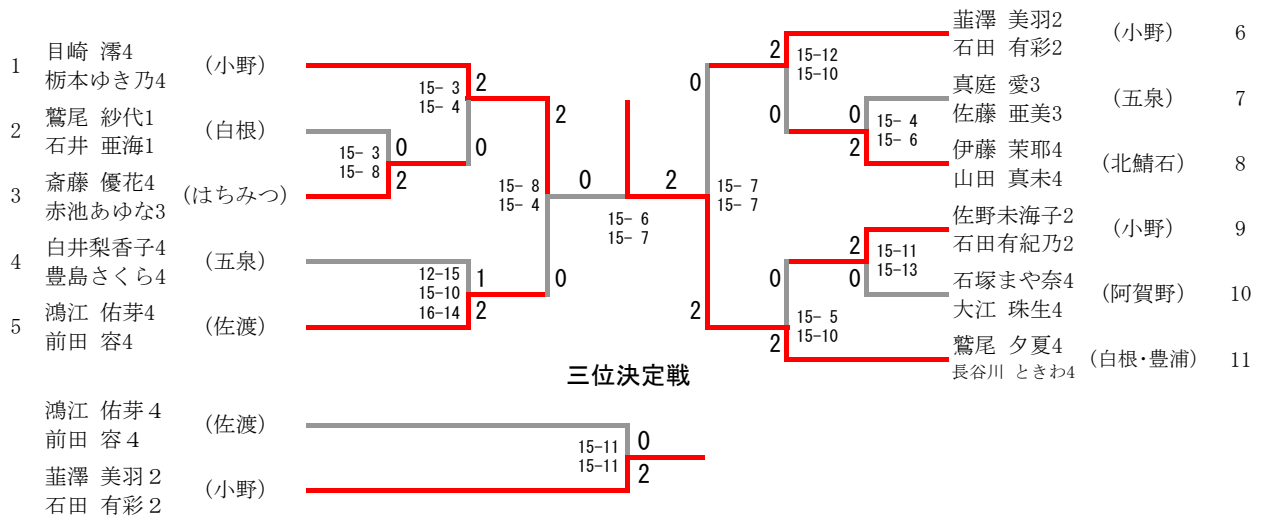 1
目崎 澪4
栃本ゆき乃4
(小野)
2
鷲尾 紗代1
石井 亜海1
(白根)
3
斎藤 優花4
赤池あゆな3
(はちみつ)
4
白井梨香子4
豊島さくら4
(五泉)
5
鴻江 佑芽4
前田 容4
(佐渡)
15- 3
15- 4
2
0
15- 3
15- 8
0
2
12-15
15-10
16-14
1
2
15- 8
15- 4
2
0
0
2
15- 6
15- 7
0
2
15- 7
15- 7
2
0
15-12
15-10
0
2
15- 4
15- 6
2
0
15-11
15-13
0
2
15- 5
15-10
韮澤 美羽2
石田 有彩2
(小野)
6
真庭 愛3
佐藤 亜美3
(五泉)
7
伊藤 茉耶4
山田 真未4
(北鯖石)
8
佐野未海子2
石田有紀乃2
(小野)
9
石塚まや奈4
大江 珠生4
(阿賀野)
10
鷲尾 夕夏4
長谷川 ときわ4
(白根・豊浦)
11
三位決定戦
鴻江 佑芽４
前田 容４
(佐渡)
韮澤 美羽２
石田 有彩２
(小野)
15-11
15-11
0
2